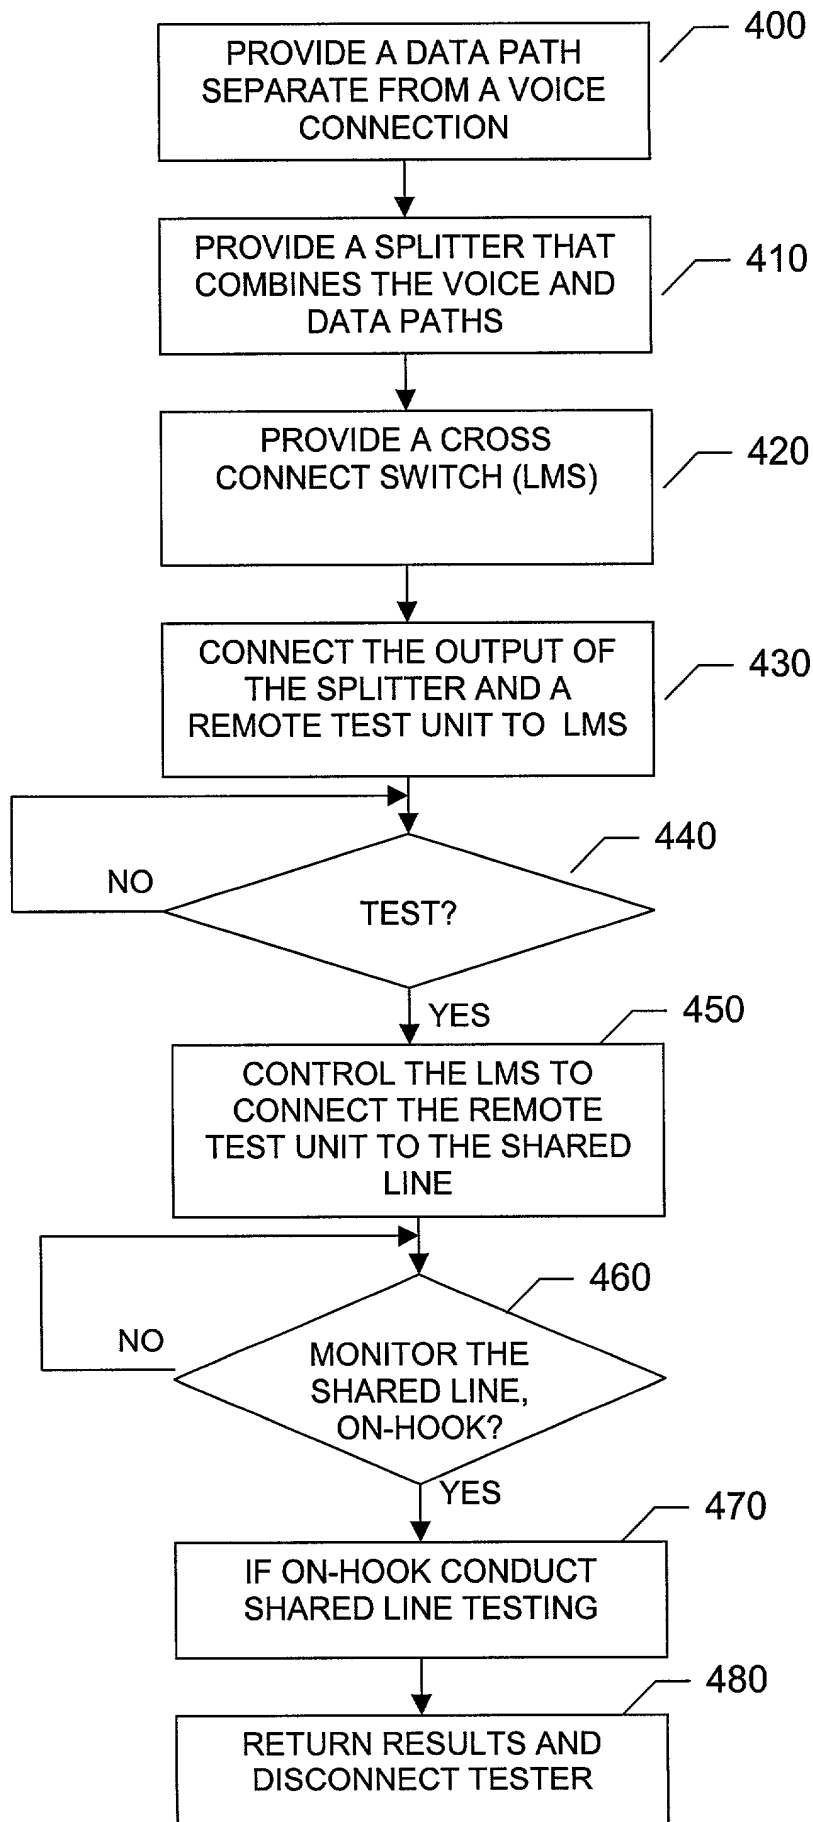 400
PROVIDE A DATA PATH
SEPARATE FROM A VOICE
CONNECTION
410
PROVIDE A SPLITTER THAT
COMBINES THE VOICE AND
DATA PATHS
420
PROVIDE A CROSS
CONNECT SWITCH (LMS)
430
CONNECT THE OUTPUT OF
THE SPLITTER AND A
REMOTE TEST UNIT TO LMS
440
NO
TEST?
YES
450
CONTROL THE LMS TO
CONNECT THE REMOTE
TEST UNIT TO THE SHARED
LINE
460
NO
MONITOR THE
SHARED LINE,
ON-HOOK?
YES
470
IF ON-HOOK CONDUCT
SHARED LINE TESTING
480
RETURN RESULTS AND
DISCONNECT TESTER